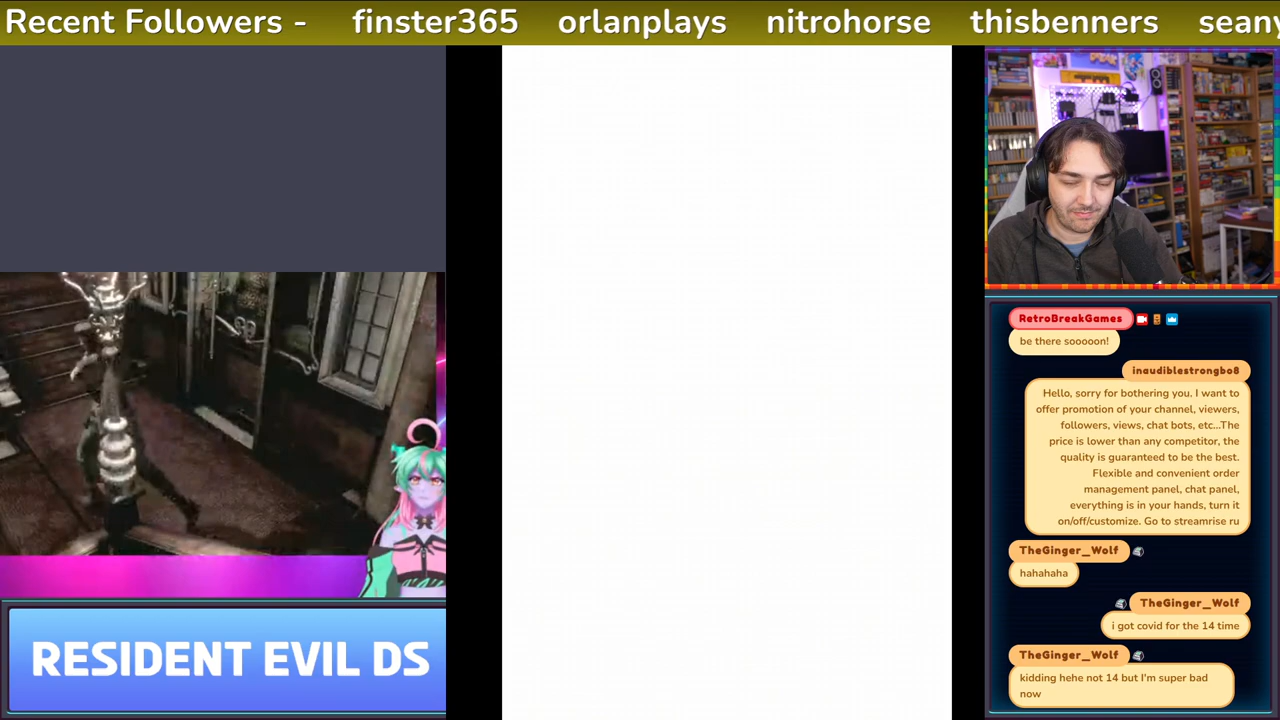 Recent Followers - finster365 orlanplays nitrohorse thisbenners seany
RESIDENT EVIL DS
RetroBreakGames
be there sooooon!
inaudiblestrongbo8
Hello, sorry for bothering you. I want to
offer promotion of your channel, viewers,
followers, views, chat bots, etc...The
price is lower than any competitor, the
quality is guaranteed to be the best.
Flexible and convenient order
management panel, chat panel,
everything is in your hands, turn it
on/off/customize. Go to streamrise ru
TheGinger_Wolf
hahahaha
TheGinger_Wolf
i got covid for the 14 time
TheGinger_Wolf
kidding hehe not 14 but I'm super bad
now